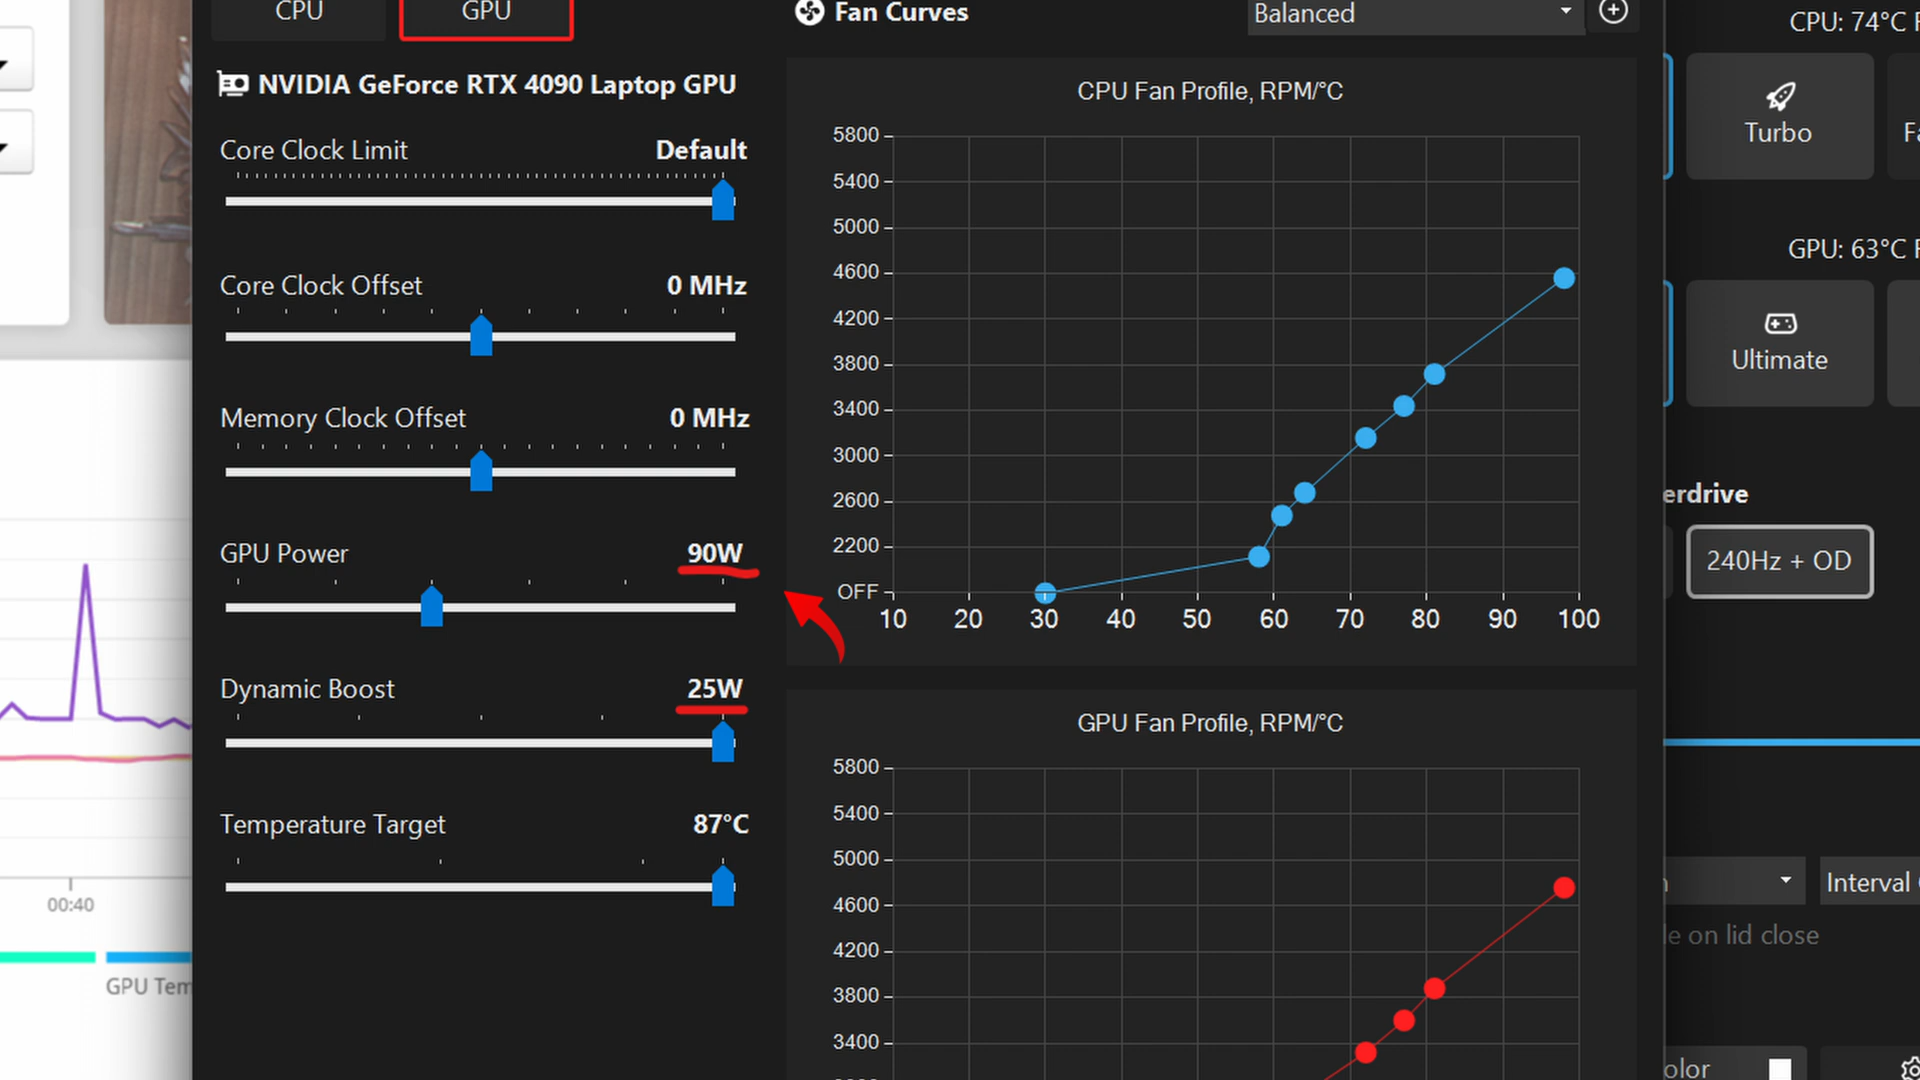 CPU
GPU
NVIDIA GeForce RTX 4090 Laptop GPU
Core Clock Limit
Default
Core Clock Offset
0 MHz
Memory Clock Offset
0 MHz
GPU Power
90W
Dynamic Boost
25W
Temperature Target
87°C
Fan Curves
Balanced
CPU Fan Profile, RPM/°C
5800
5400
5000
4600
4200
3800
3400
3000
2600
2200
OFF
10 20 30 40 50 60 70 80 90 100
GPU Fan Profile, RPM/°C
5800
5400
5000
4600
4200
3800
3400
CPU: 74°C F
Turbo
Fa
GPU: 63°C F
Ultimate
erdrive
240Hz + OD
Interval
le on lid close
olor
00:40
GPU Tem